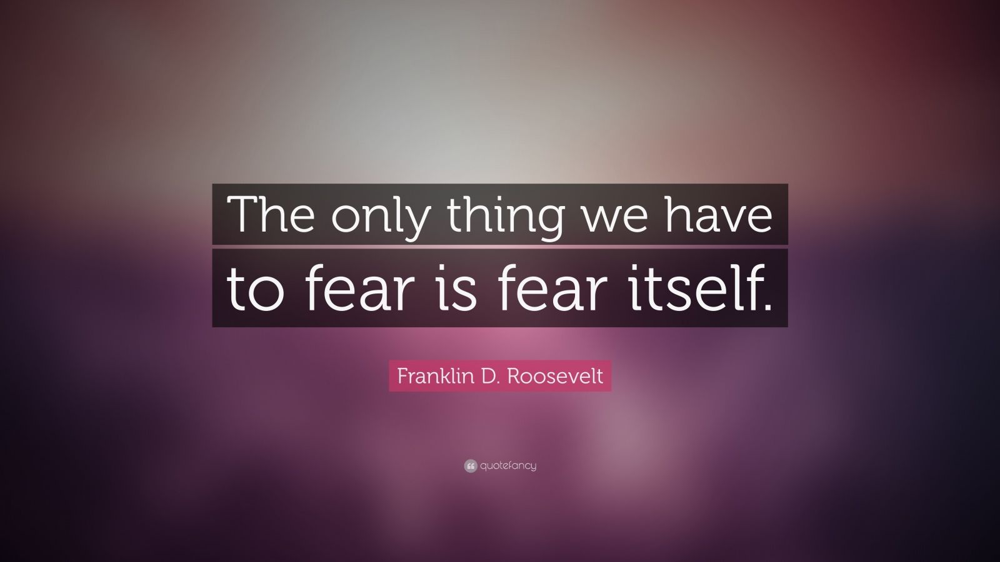 The only thing we have
to fear is fear itself.
Franklin D. Roosevelt
quotefancy